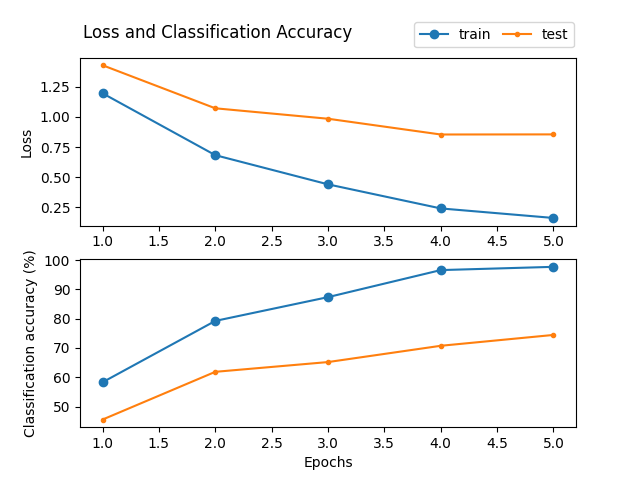 Loss and Classification Accuracy
train test
Loss
1.25
1.00
0.75
0.50
0.25
1.0 1.5 2.0 2.5 3.0 3.5 4.0 4.5 5.0
Classification accuracy (%)
100
90
80
70
60
50
1.0 1.5 2.0 2.5 3.0 3.5 4.0 4.5 5.0
Epochs